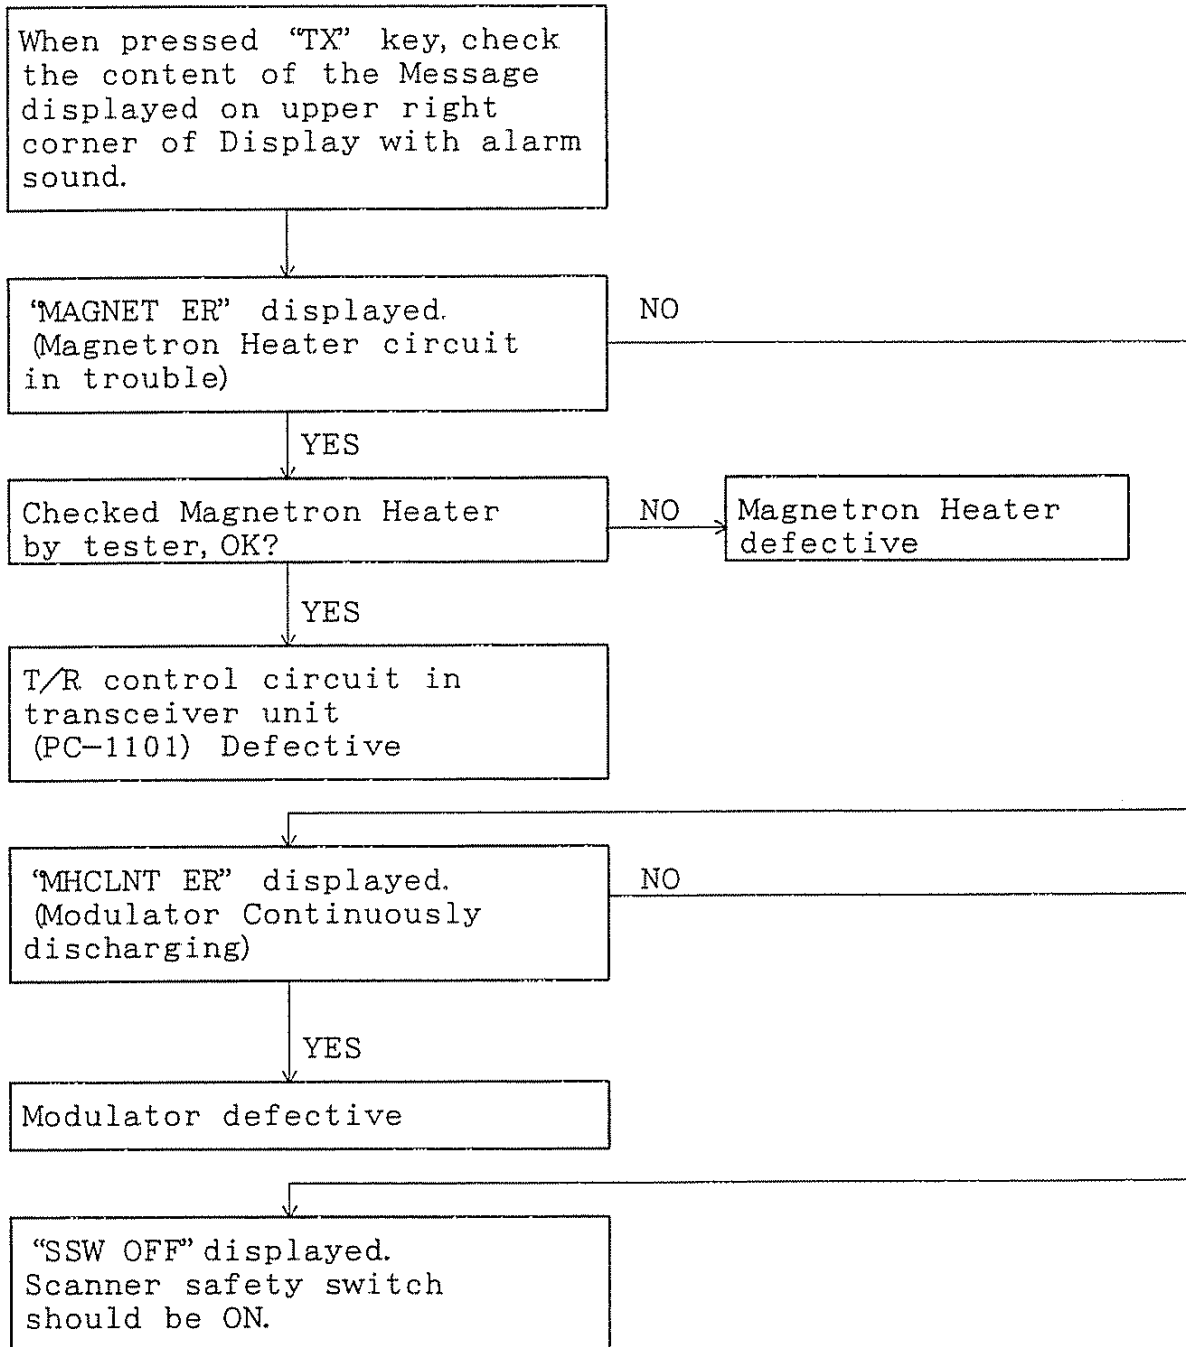 When pressed “TX” key, check
the content of the Message
displayed on upper right
corner of Display with alarm
sound.
“MAGNET ER” displayed.
(Magnetron Heater circuit
in trouble)
NO
YES
Checked Magnetron Heater
by tester, OK?
NO
Magnetron Heater
defective
YES
T/R control circuit in
transceiver unit
(PC-1101) Defective
“MHCLNT ER” displayed.
(Modulator Continuously
discharging)
NO
YES
Modulator defective
“SSW OFF” displayed.
Scanner safety switch
should be ON.